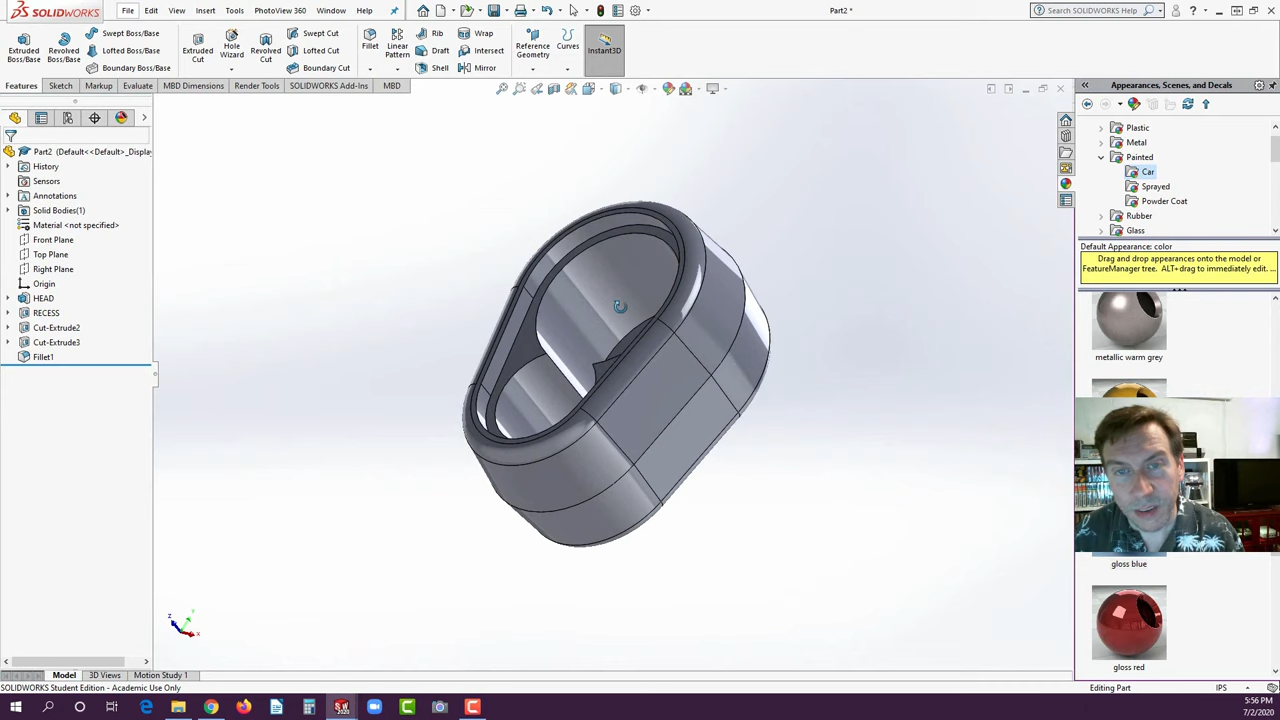 SOLIDWORKS
File Edit View Insert Tools PhotoView 360 Window Help
Part2 *
Search SOLIDWORKS Help
Extruded Boss/Base
Revolved Boss/Base
Swept Boss/Base
Lofted Boss/Base
Boundary Boss/Base
Extruded Cut
Hole Wizard
Revolved Cut
Swept Cut
Lofted Cut
Boundary Cut
Fillet
Linear Pattern
Rib
Draft
Shell
Wrap
Intersect
Mirror
Reference Geometry
Curves
Instant3D
Features Sketch Markup Evaluate MBD Dimensions Render Tools SOLIDWORKS Add-Ins MBD
Appearances, Scenes, and Decals
Part2 (Default<<Default>_Displa
History
Sensors
Annotations
Solid Bodies(1)
Material <not specified>
Front Plane
Top Plane
Right Plane
Origin
HEAD
RECESS
Cut-Extrude2
Cut-Extrude3
Fillet1
Plastic
Metal
Painted
Car
Sprayed
Powder Coat
Rubber
Glass
Default Appearance: color
Drag and drop appearances onto the model or
FeatureManager tree. ALT+drag to immediately edit. ...
metallic warm grey
gloss blue
gloss red
z
x
Model 3D Views Motion Study 1
SOLIDWORKS Student Edition - Academic Use Only
Editing Part
IPS
5:56 PM
7/2/2020